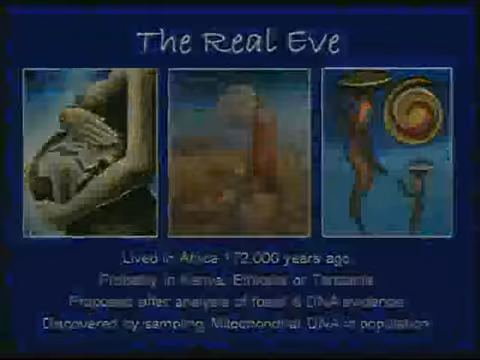 The Real Eve
Lived in Africa 172,000 years ago
Probably in Kenya, Ethiopia or Tanzania
Proposed after analysis of fossil & DNA evidence
Discovered by sampling Mitochondrial DNA in population